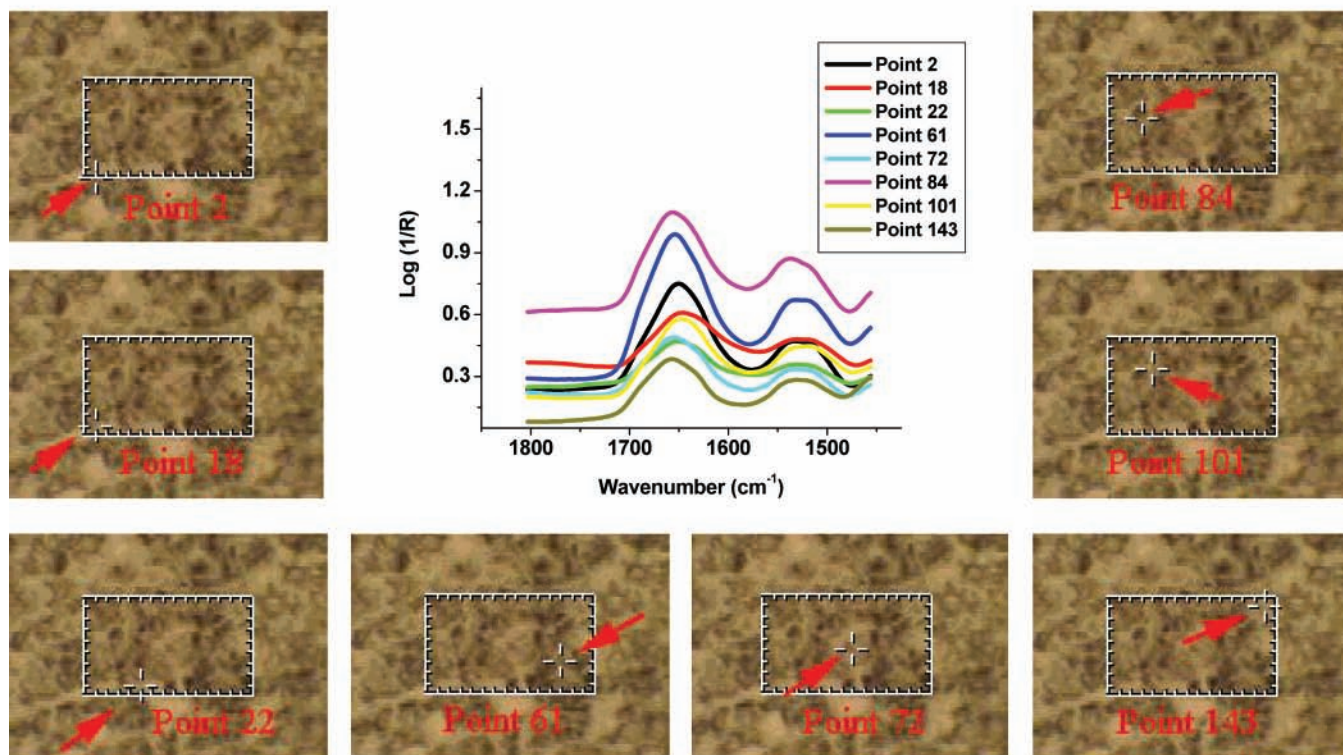 Point 2
Point 18
Point 22
Point 61
Point 72
Point 84
Point 101
Point 143
Log (1/R)
1.5
1.2
0.9
0.6
0.3
1800
1700
1600
1500
Wavenumber (cm⁻¹)
Point 2
Point 84
Point 18
Point 101
Point 22
Point 61
Point 72
Point 143